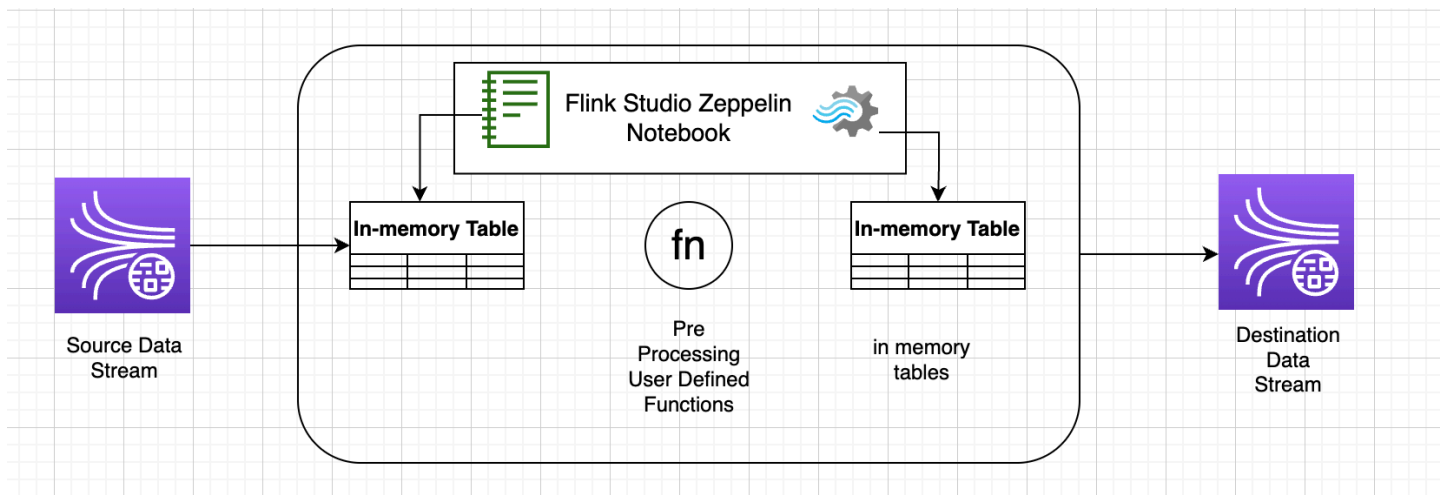 Flink Studio Zeppelin
Notebook
In-memory Table
fn
In-memory Table
Source Data
Stream
Pre
Processing
User Defined
Functions
in memory
tables
Destination
Data
Stream